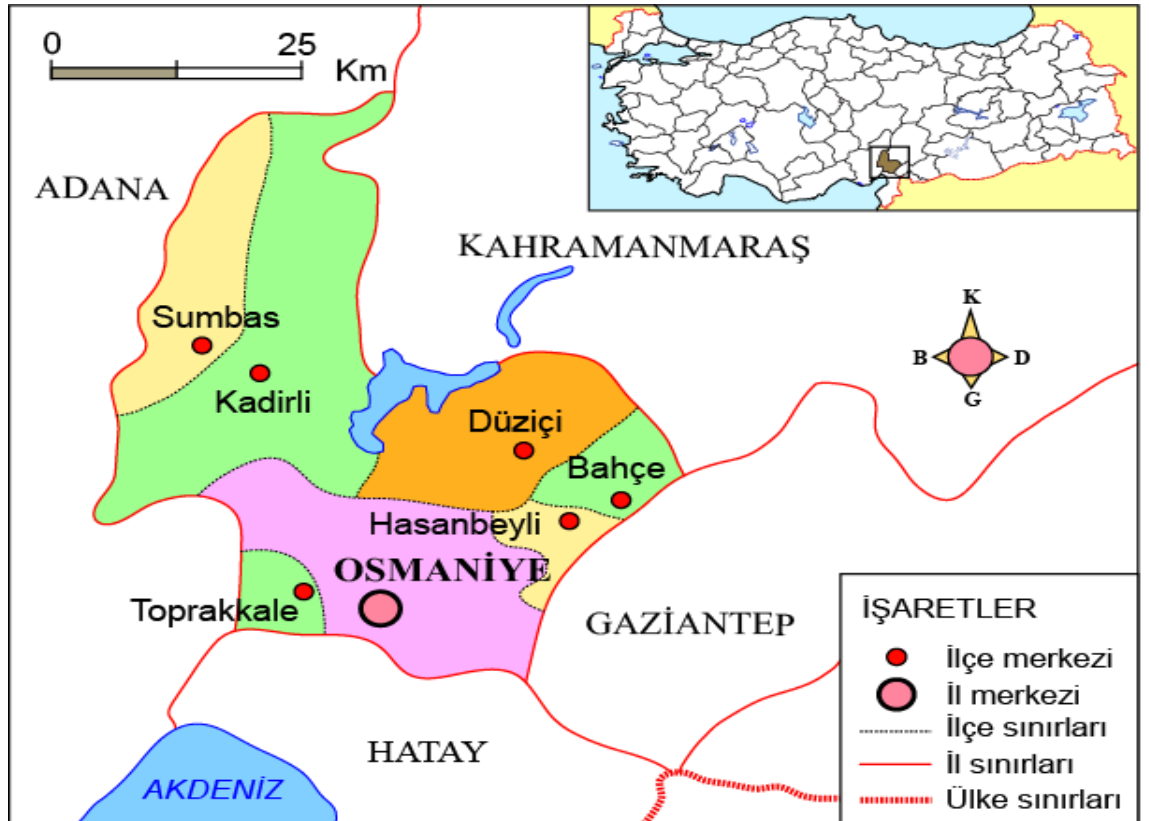 0 25
Km
ADANA
KAHRAMANMARAŞ
Sumbas
Kadirli
K
B D
G
Düziçi
Bahçe
Hasanbeyli
OSMANİYE
Toprakkale
GAZİANTEP
HATAY
AKDENİZ
İŞARETLER
İlçe merkezi
İl merkezi
İlçe sınırları
İl sınırları
Ülke sınırları